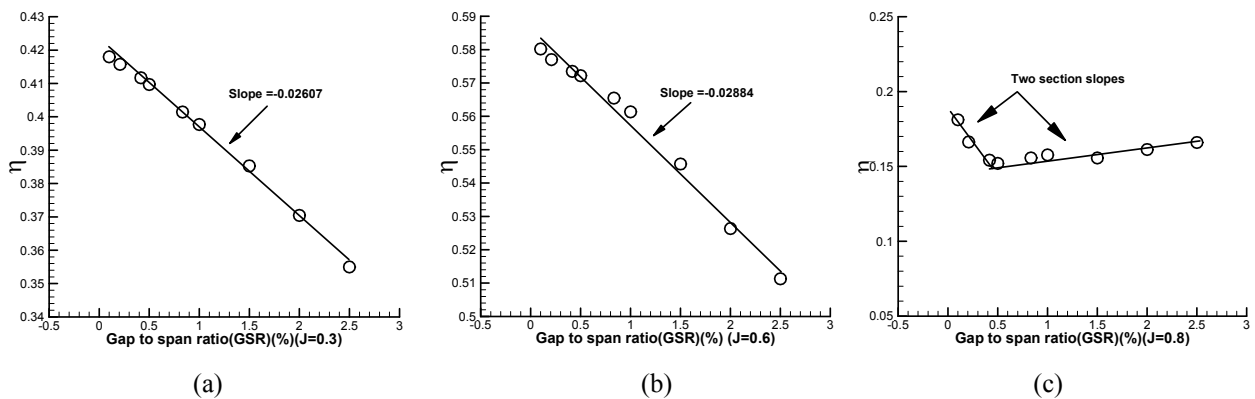 0.43
0.42
0.41
0.4
0.39
0.38
0.37
0.36
0.35
0.34
η
Slope =-0.02607
-0.5 0 0.5 1 1.5 2 2.5 3
Gap to span ratio(GSR)(%)(J=0.3)
(a)
0.59
0.58
0.57
0.56
0.55
0.54
0.53
0.52
0.51
0.5
η
Slope =-0.02884
-0.5 0 0.5 1 1.5 2 2.5 3
Gap to span ratio(GSR)(%) (J=0.6)
(b)
0.25
0.2
0.15
0.1
0.05
η
Two section slopes
-0.5 0 0.5 1 1.5 2 2.5 3
Gap to span ratio(GSR)(%)(J=0.8)
(c)